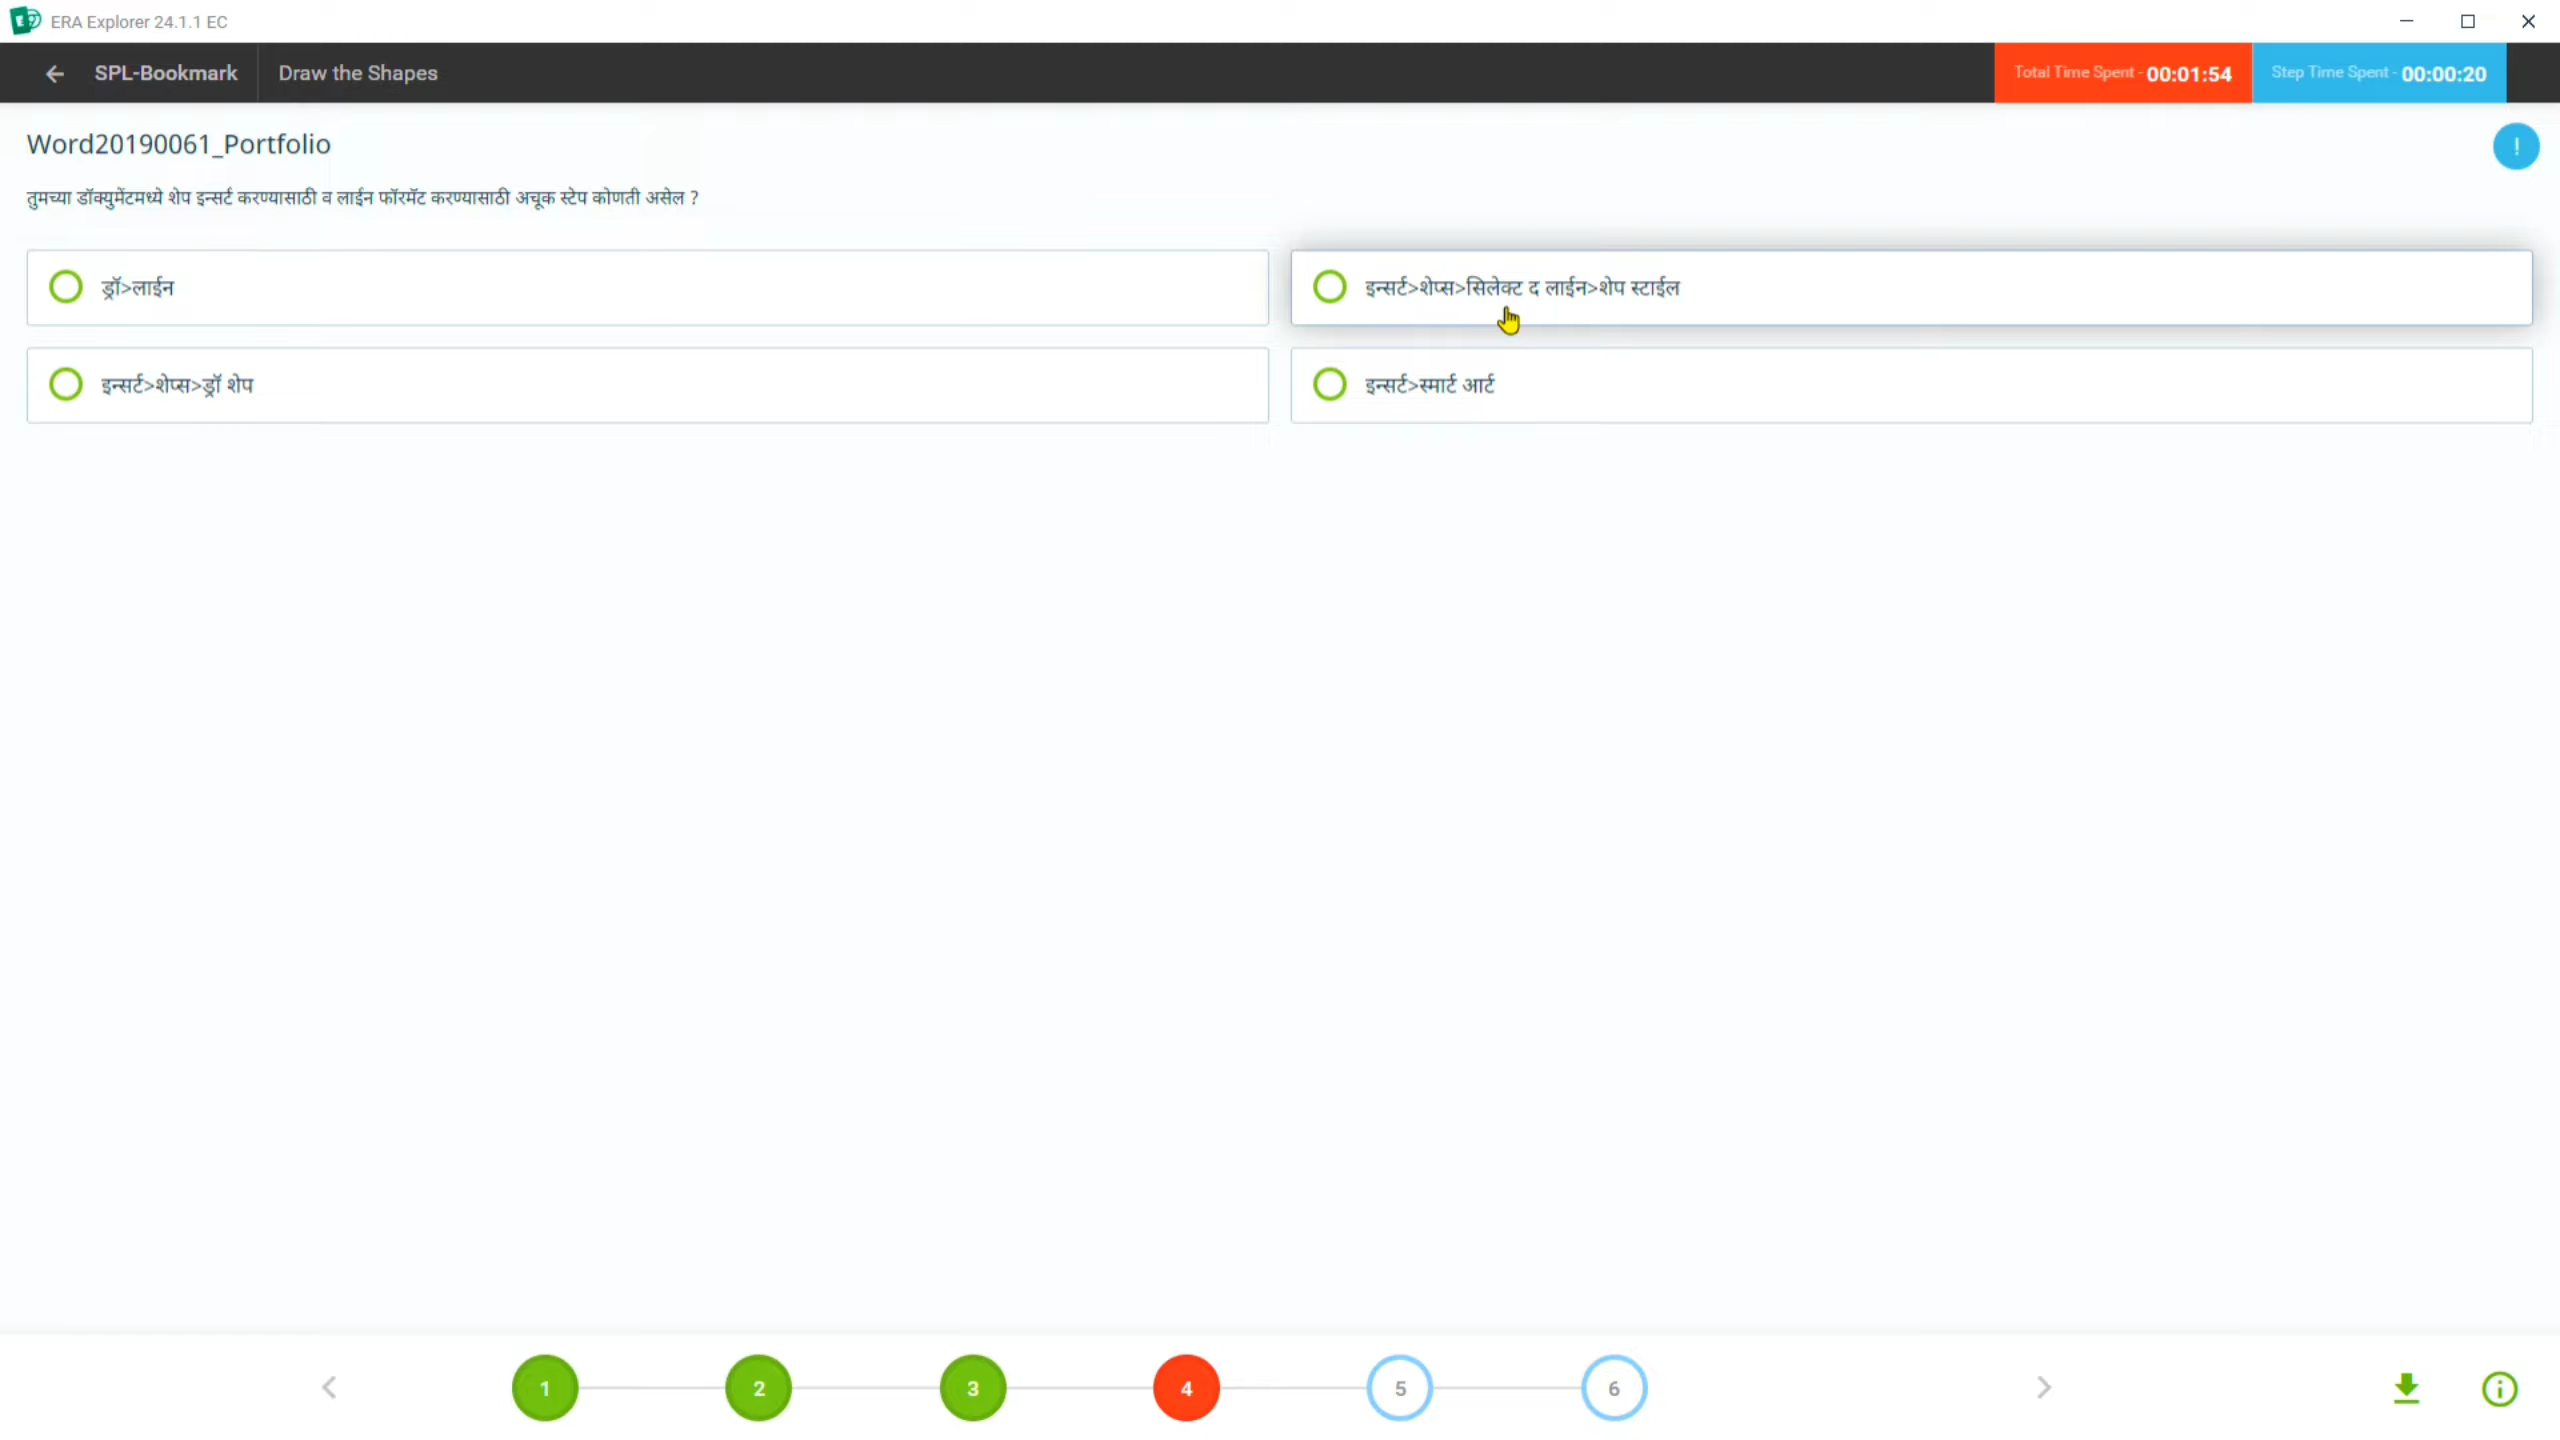 ERA Explorer 24.1.1 EC
SPL-Bookmark
Draw the Shapes
Total Time Spent - 00:01:54
Step Time Spent - 00:00:20
Word20190061_Portfolio
!
तुमच्या डॉक्युमेंटमध्ये शेप इन्सर्ट करण्यासाठी व लाईन फॉरमॅट करण्यासाठी अचूक स्टेप कोणती असेल ?
ड्रॉ>लाईन
इन्सर्ट>शेप्स>सिलेक्ट द लाईन>शेप स्टाईल
इन्सर्ट>शेप्स>ड्रॉ शेप
इन्सर्ट>स्मार्ट आर्ट
1 2 3 4 5 6